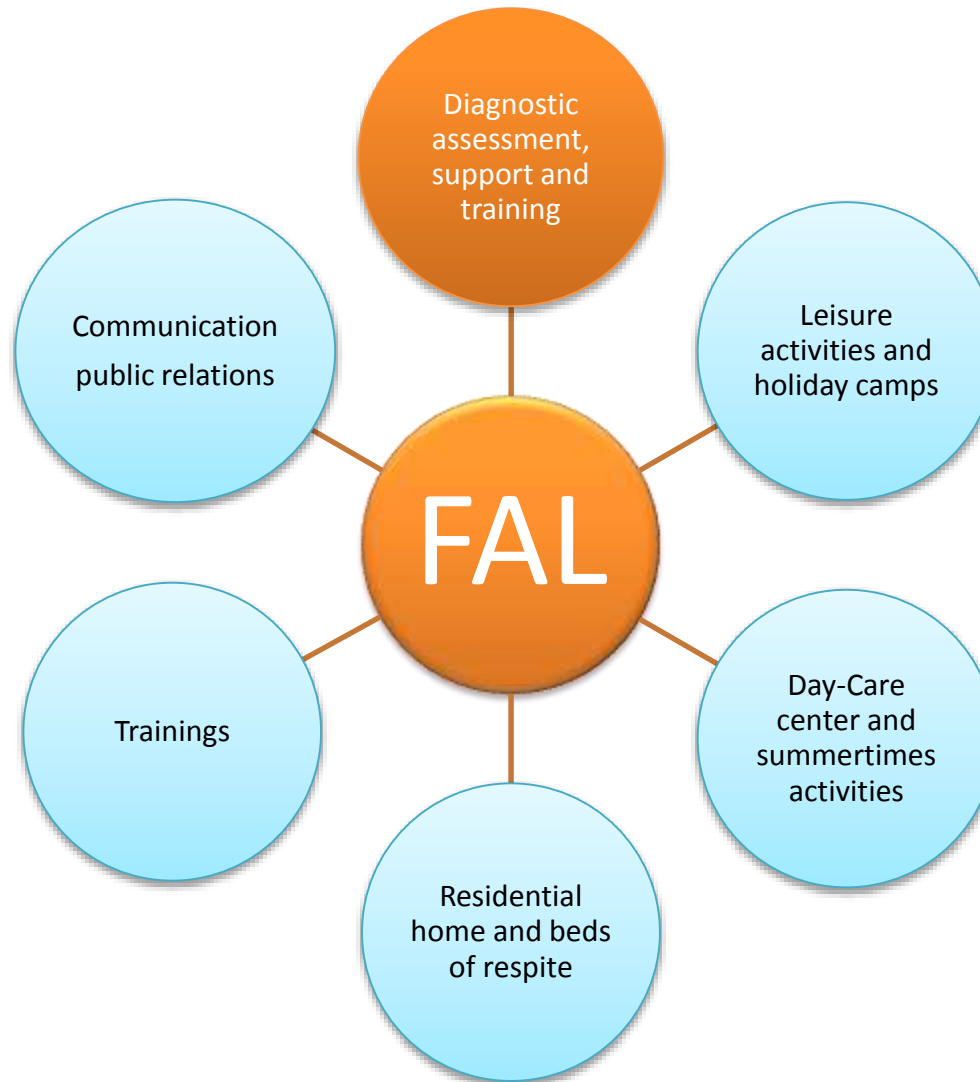 Diagnostic
assessment,
support and
training
Communication
public relations
Leisure
activities and
holiday camps
FAL
Trainings
Day-Care
center and
summertimes
activities
Residential
home and beds
of respite